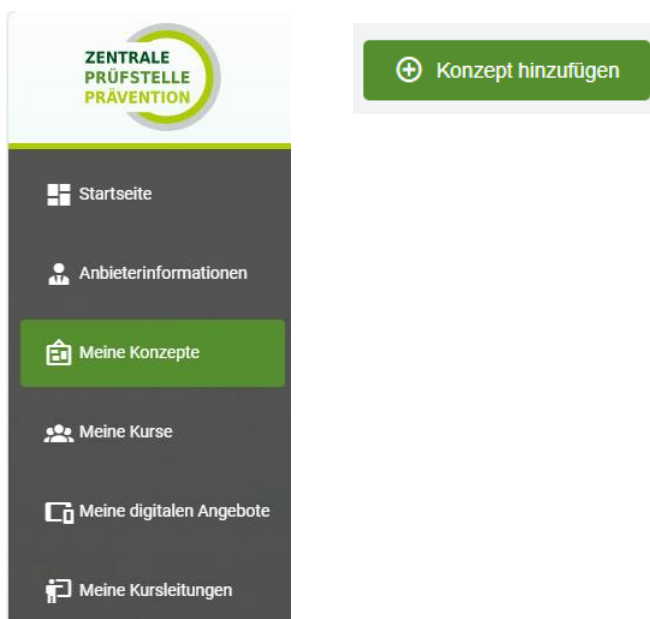 ZENTRALE
PRÜFSTELLE
PRÄVENTION
Konzept hinzufügen
Startseite
Anbieterinformationen
Meine Konzepte
Meine Kurse
Meine digitalen Angebote
Meine Kursleitungen